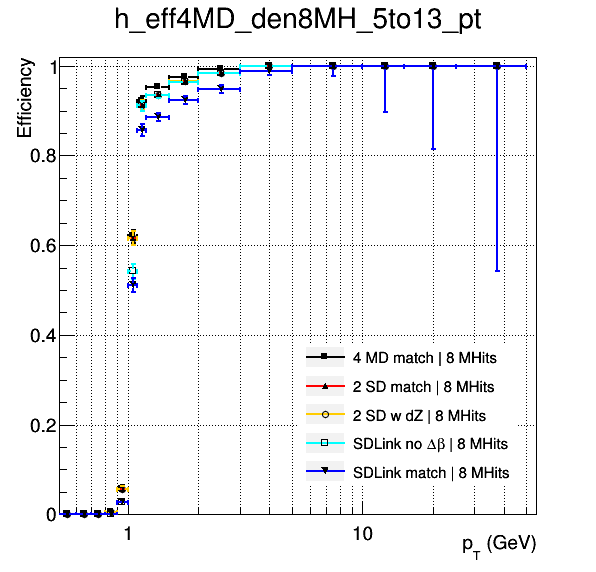 h_eff4MD_den8MH_5to13_pt
Efficiency
1
0.8
0.6
0.4
0.2
0
4 MD match | 8 MHits
2 SD match | 8 MHits
2 SD w dZ | 8 MHits
SDLink no Δβ | 8 MHits
SDLink match | 8 MHits
1
10
p_T (GeV)